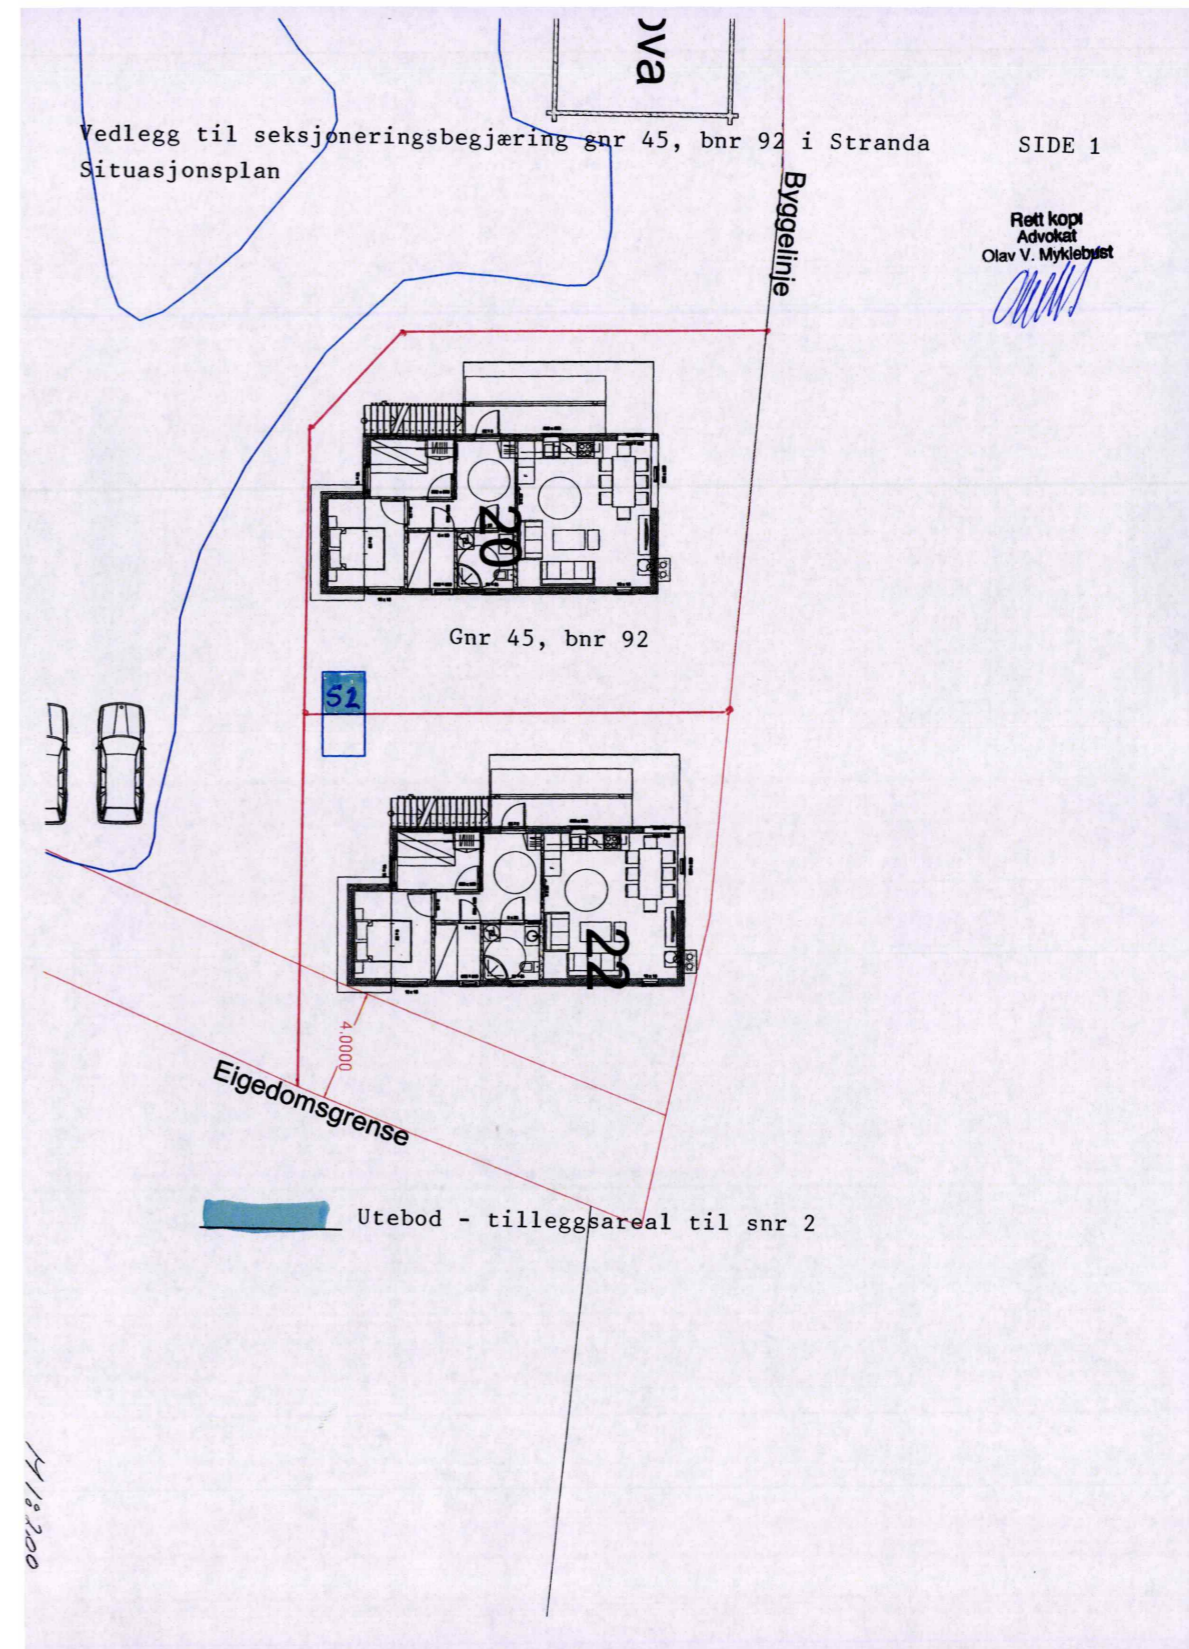 ova
Vedlegg til seksjoneringsbegjæring gnr 45, bnr 92 i Stranda
SIDE 1
Situasjonsplan
Byggelinje
Rett kopi
Advokat
Olav V. Myklebust
20
Gnr 45, bnr 92
S2
22
4.0000
Eigedomsgrense
Utebod - tilleggsareal til snr 2
M 1:200